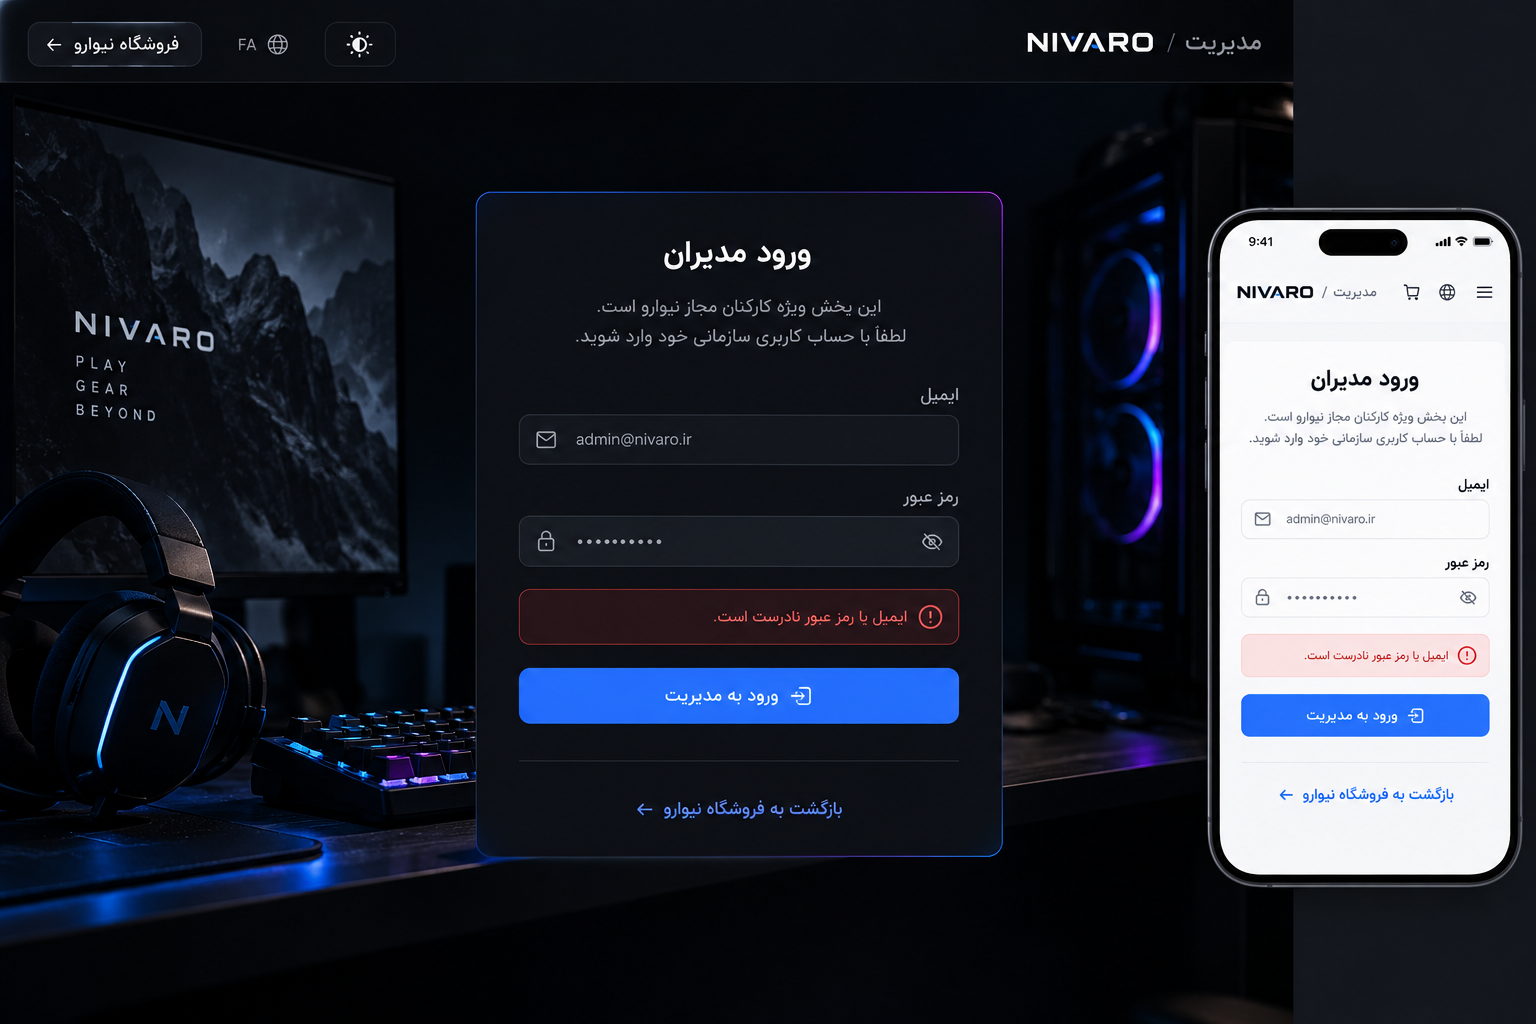 NIVARO / مدیریت
FA
فروشگاه نیوارو ←
NIVARO
PLAY
GEAR
BEYOND
N
ورود مدیران
این بخش ویژه کارکنان مجاز نیوارو است.
لطفاً با حساب کاربری سازمانی خود وارد شوید.
ایمیل
admin@nivaro.ir
رمز عبور
••••••••••
ایمیل یا رمز عبور نادرست است.
ورود به مدیریت
بازگشت به فروشگاه نیوارو ←
9:41
NIVARO / مدیریت
ورود مدیران
این بخش ویژه کارکنان مجاز نیوارو است.
لطفاً با حساب کاربری سازمانی خود وارد شوید.
ایمیل
admin@nivaro.ir
رمز عبور
••••••••••
ایمیل یا رمز عبور نادرست است.
ورود به مدیریت
بازگشت به فروشگاه نیوارو ←